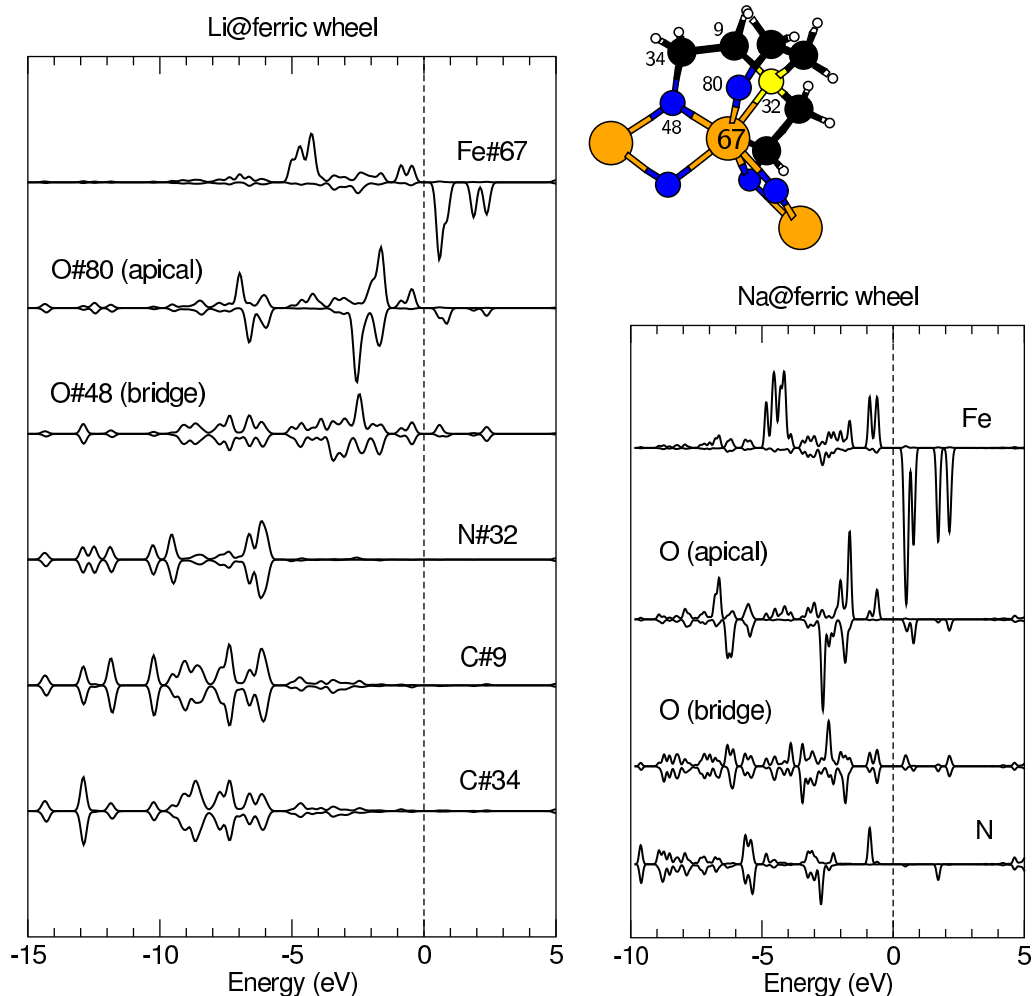 Li@ferric wheel
Fe#67
O#80 (apical)
O#48 (bridge)
N#32
C#9
C#34
-15 -10 -5 0 5
Energy (eV)
9
34
80
32
48
67
Na@ferric wheel
Fe
O (apical)
O (bridge)
N
-10 -5 0 5
Energy (eV)